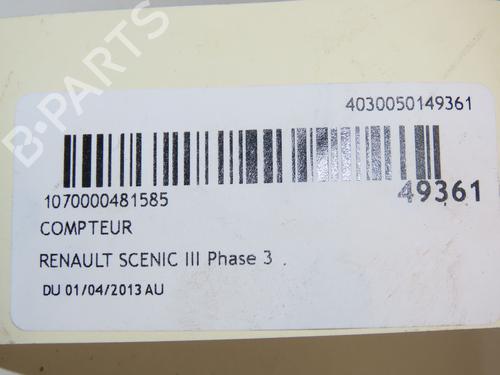 4030050149361
B-PARTS
1070000481585
49361
COMPTEUR
RENAULT SCENIC III Phase 3
DU 01/04/2013 AU